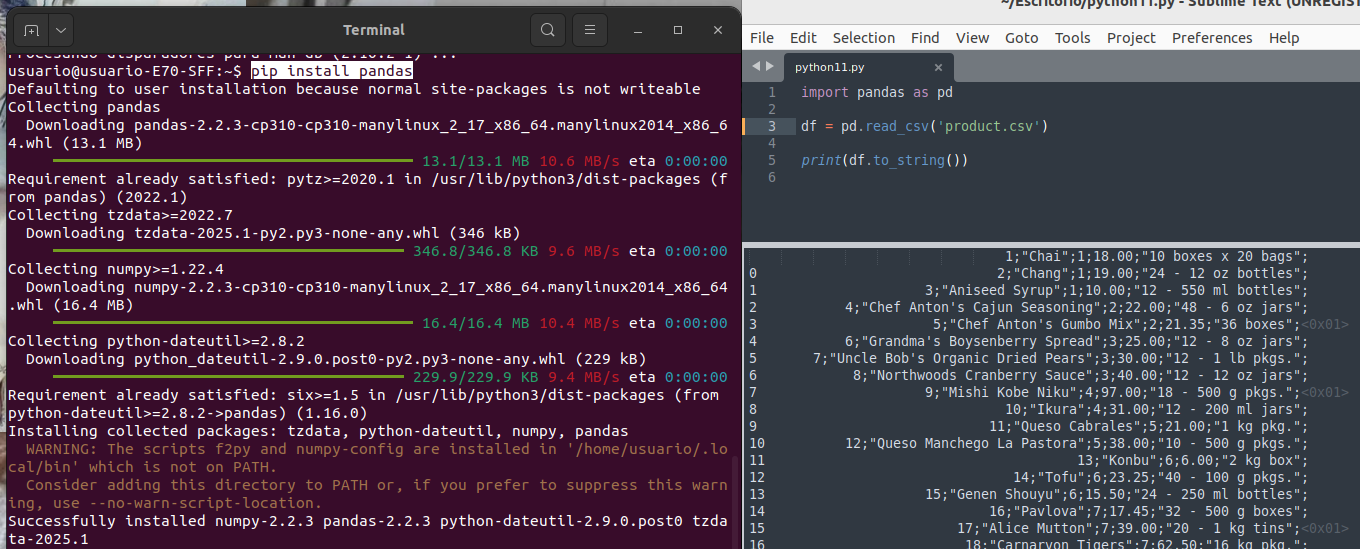 Terminal
Procesando disparadores para man-db (2.10.2-1) ...
usuario@usuario-E70-SFF:~$ pip install pandas
Defaulting to user installation because normal site-packages is not writeable
Collecting pandas
Downloading pandas-2.2.3-cp310-cp310-manylinux_2_17_x86_64.manylinux2014_x86_6
4.whl (13.1 MB)
13.1/13.1 MB 10.6 MB/s eta 0:00:00
Requirement already satisfied: pytz>=2020.1 in /usr/lib/python3/dist-packages (f
rom pandas) (2022.1)
Collecting tzdata>=2022.7
Downloading tzdata-2025.1-py2.py3-none-any.whl (346 kB)
346.8/346.8 KB 9.6 MB/s eta 0:00:00
Collecting numpy>=1.22.4
Downloading numpy-2.2.3-cp310-cp310-manylinux_2_17_x86_64.manylinux2014_x86_64
.whl (16.4 MB)
16.4/16.4 MB 10.4 MB/s eta 0:00:00
Collecting python-dateutil>=2.8.2
Downloading python_dateutil-2.9.0.post0-py2.py3-none-any.whl (229 kB)
229.9/229.9 KB 9.4 MB/s eta 0:00:00
Requirement already satisfied: six>=1.5 in /usr/lib/python3/dist-packages (from
python-dateutil>=2.8.2->pandas) (1.16.0)
Installing collected packages: tzdata, python-dateutil, numpy, pandas
WARNING: The scripts f2py and numpy-config are installed in '/home/usuario/.lo
cal/bin' which is not on PATH.
Consider adding this directory to PATH or, if you prefer to suppress this warn
ing, use --no-warn-script-location.
Successfully installed numpy-2.2.3 pandas-2.2.3 python-dateutil-2.9.0.post0 tzda
ta-2025.1
~/Escritorio/python11.py - Sublime Text (UNREGIST
File Edit Selection Find View Goto Tools Project Preferences Help
python11.py
1 import pandas as pd
2
3 df = pd.read_csv('product.csv')
4
5 print(df.to_string())
6
1;"Chai";1;18.00;"10 boxes x 20 bags";
0 2;"Chang";1;19.00;"24 - 12 oz bottles";
1 3;"Aniseed Syrup";1;10.00;"12 - 550 ml bottles";
2 4;"Chef Anton's Cajun Seasoning";2;22.00;"48 - 6 oz jars";
3 5;"Chef Anton's Gumbo Mix";2;21.35;"36 boxes";<0x01>
4 6;"Grandma's Boysenberry Spread";3;25.00;"12 - 8 oz jars";
5 7;"Uncle Bob's Organic Dried Pears";3;30.00;"12 - 1 lb pkgs.";
6 8;"Northwoods Cranberry Sauce";3;40.00;"12 - 12 oz jars";
7 9;"Mishi Kobe Niku";4;97.00;"18 - 500 g pkgs.";<0x01>
8 10;"Ikura";4;31.00;"12 - 200 ml jars";
9 11;"Queso Cabrales";5;21.00;"1 kg pkg.";
10 12;"Queso Manchego La Pastora";5;38.00;"10 - 500 g pkgs.";
11 13;"Konbu";6;6.00;"2 kg box";
12 14;"Tofu";6;23.25;"40 - 100 g pkgs.";
13 15;"Genen Shouyu";6;15.50;"24 - 250 ml bottles";
14 16;"Pavlova";7;17.45;"32 - 500 g boxes";
15 17;"Alice Mutton";7;39.00;"20 - 1 kg tins";<0x01>
16 18;"Carnarvon Tigers";7;62.50;"16 kg pkg.";